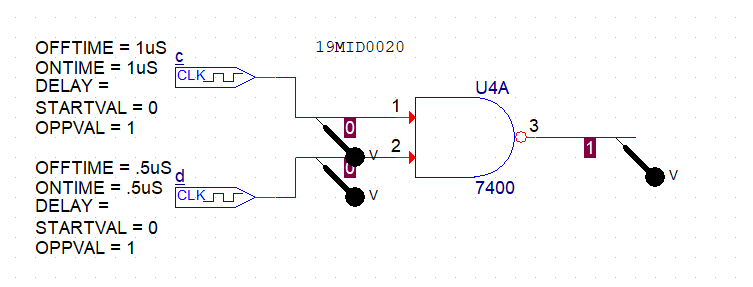 19MID0020
OFFTIME = 1uS
ONTIME = 1uS
DELAY =
STARTVAL = 0
OPPVAL = 1
c
CLK
U4A
1
0
2
V
3
1
V
7400
OFFTIME = .5uS
ONTIME = .5uS
DELAY =
STARTVAL = 0
OPPVAL = 1
d
CLK
0
V